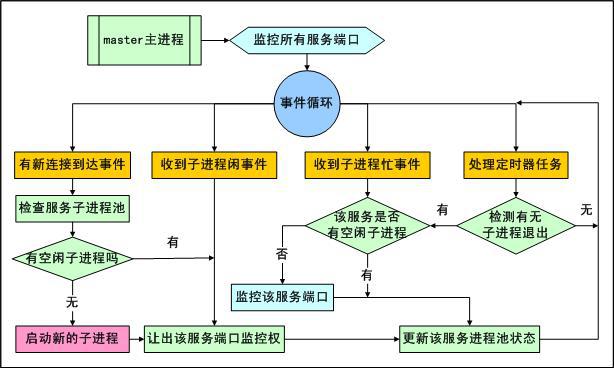 master主进程
监控所有服务端口
事件循环
有新连接到达事件
收到子进程闲事件
收到子进程忙事件
处理定时器任务
检查服务子进程池
该服务是否
有空闲子进程
有
检测有无
子进程退出
无
有空闲子进程吗
有
否
有
监控该服务端口
无
启动新的子进程
让出该服务端口监控权
更新该服务进程池状态